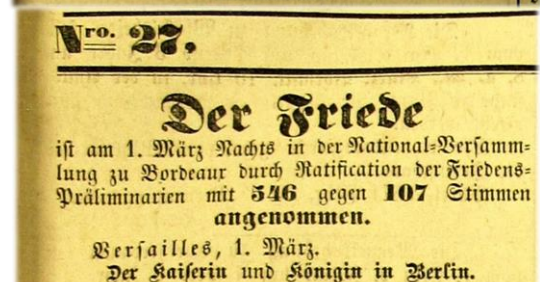 Nro. 27.
Der Friede
ist am 1. März Nachts in der National-Versamm-
lung zu Bordeaux durch Ratification der Friedens-
Präliminarien mit 546 gegen 107 Stimmen
angenommen.
Versailles, 1. März.
Der Kaiserin und Königin in Berlin.